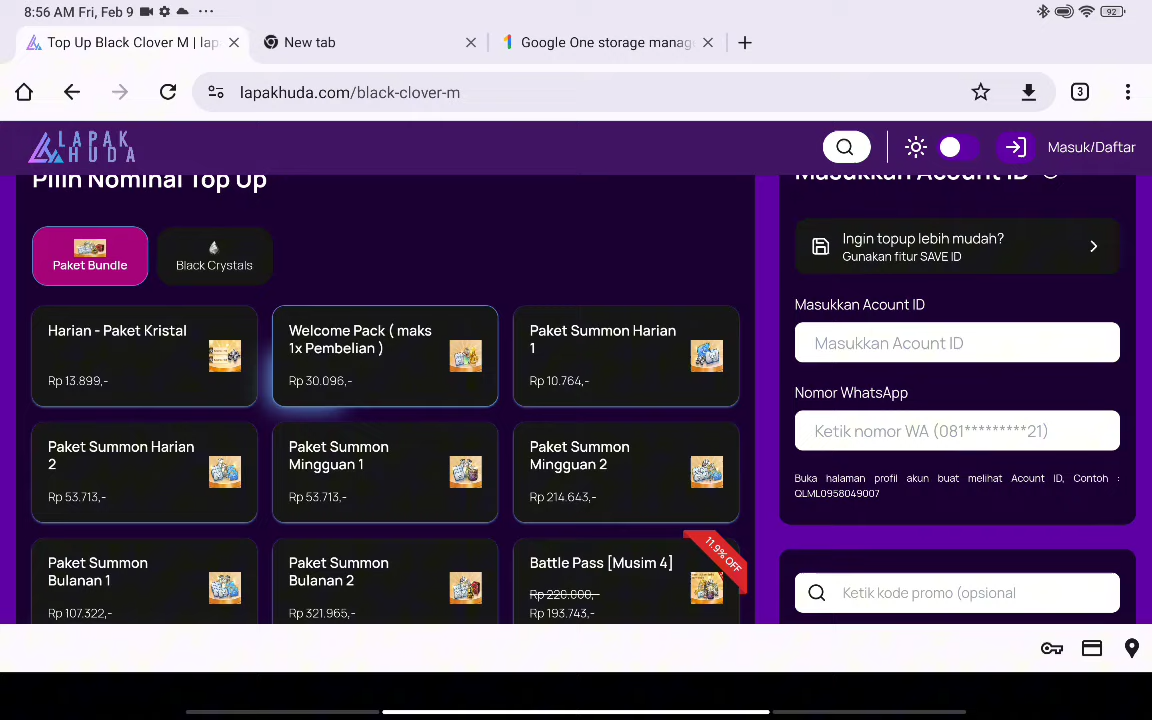 8:56 AM Fri, Feb 9
92
Top Up Black Clover M | lap
New tab
Google One storage manag
lapakhuda.com/black-clover-m
3
LAPAK
HUDA
Masuk/Daftar
Pilih Nominal Top Up
Paket Bundle
Black Crystals
Harian - Paket Kristal
Rp 13.899,-
Welcome Pack ( maks
1x Pembelian )
Rp 30.096,-
Paket Summon Harian
1
Rp 10.764,-
Paket Summon Harian
2
Rp 53.713,-
Paket Summon
Mingguan 1
Rp 53.713,-
Paket Summon
Mingguan 2
Rp 214.643,-
Paket Summon
Bulanan 1
Rp 107.322,-
Paket Summon
Bulanan 2
Rp 321.965,-
11.9% OFF
Battle Pass [Musim 4]
Rp 220.000,-
Rp 193.743,-
Masukkan Account ID
Ingin topup lebih mudah?
Gunakan fitur SAVE ID
Masukkan Acount ID
Masukkan Acount ID
Nomor WhatsApp
Ketik nomor WA (081*********21)
Buka halaman profil akun buat melihat Acount ID, Contoh :
QLML0958049007
Ketik kode promo (opsional